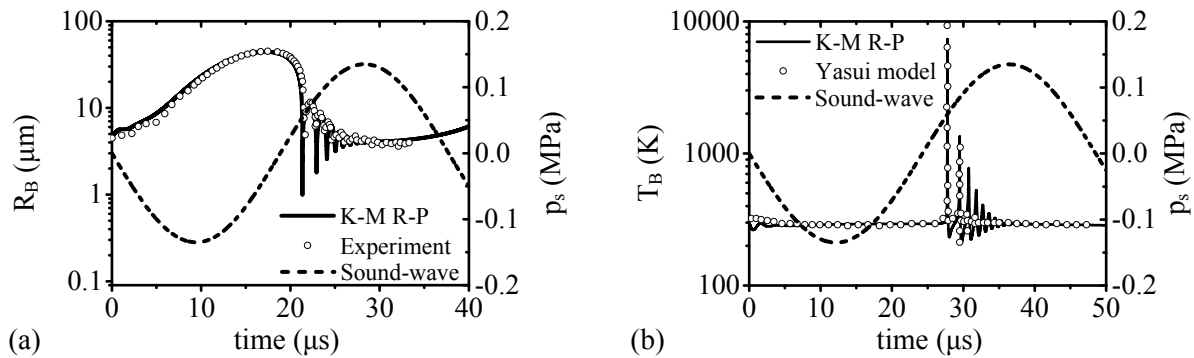 100
10
1
0.1
R_B (μm)
0.2
0.1
0.0
-0.1
-0.2
p_s (MPa)
K-M R-P
Experiment
Sound-wave
0 10 20 30 40
time (μs)
(a)
10000
1000
100
T_B (K)
0.2
0.1
0.0
-0.1
-0.2
p_s (MPa)
K-M R-P
Yasui model
Sound-wave
0 10 20 30 40 50
time (μs)
(b)